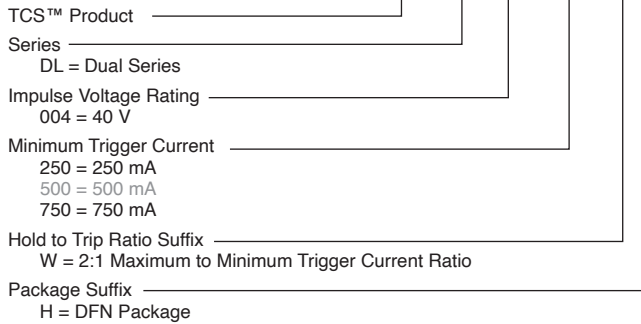 TCS™ Product
Series
DL = Dual Series
Impulse Voltage Rating
004 = 40 V
Minimum Trigger Current
250 = 250 mA
500 = 500 mA
750 = 750 mA
Hold to Trip Ratio Suffix
W = 2:1 Maximum to Minimum Trigger Current Ratio
Package Suffix
H = DFN Package